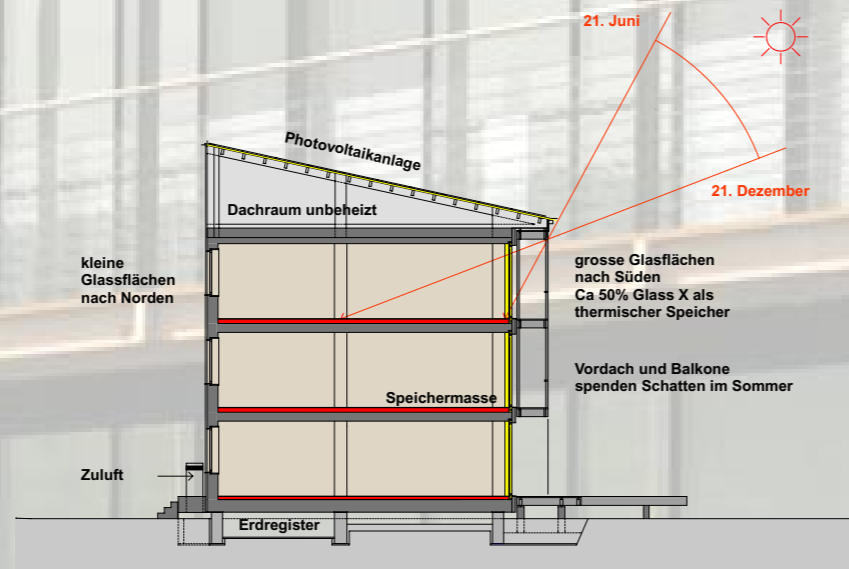 21. Juni
21. Dezember
Photovoltaikanlage
Dachraum unbeheizt
kleine
Glassflächen
nach Norden
grosse Glasflächen
nach Süden
Ca 50% Glass X als
thermischer Speicher
Vordach und Balkone
spenden Schatten im Sommer
Speichermasse
Zuluft
Erdregister